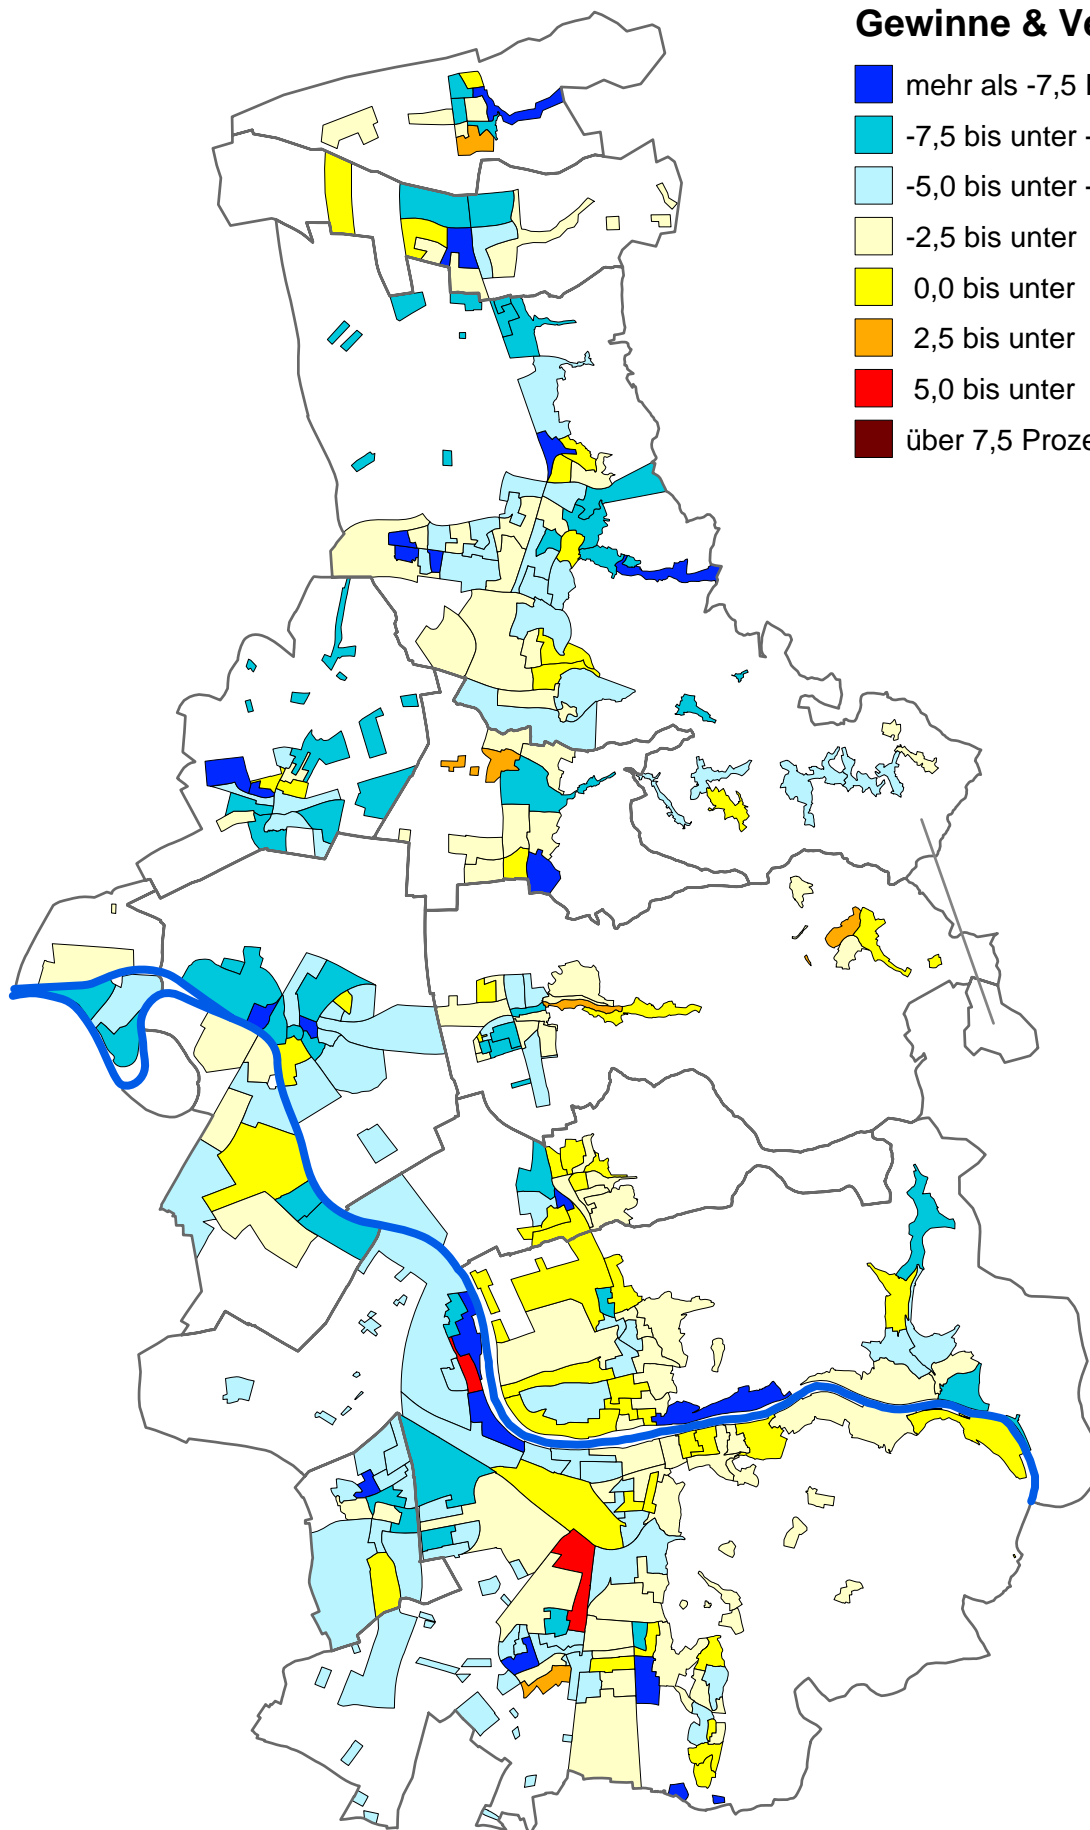 Gewinne & Ve
mehr als -7,5
-7,5 bis unter -
-5,0 bis unter -
-2,5 bis unter
0,0 bis unter
2,5 bis unter
5,0 bis unter
über 7,5 Proze